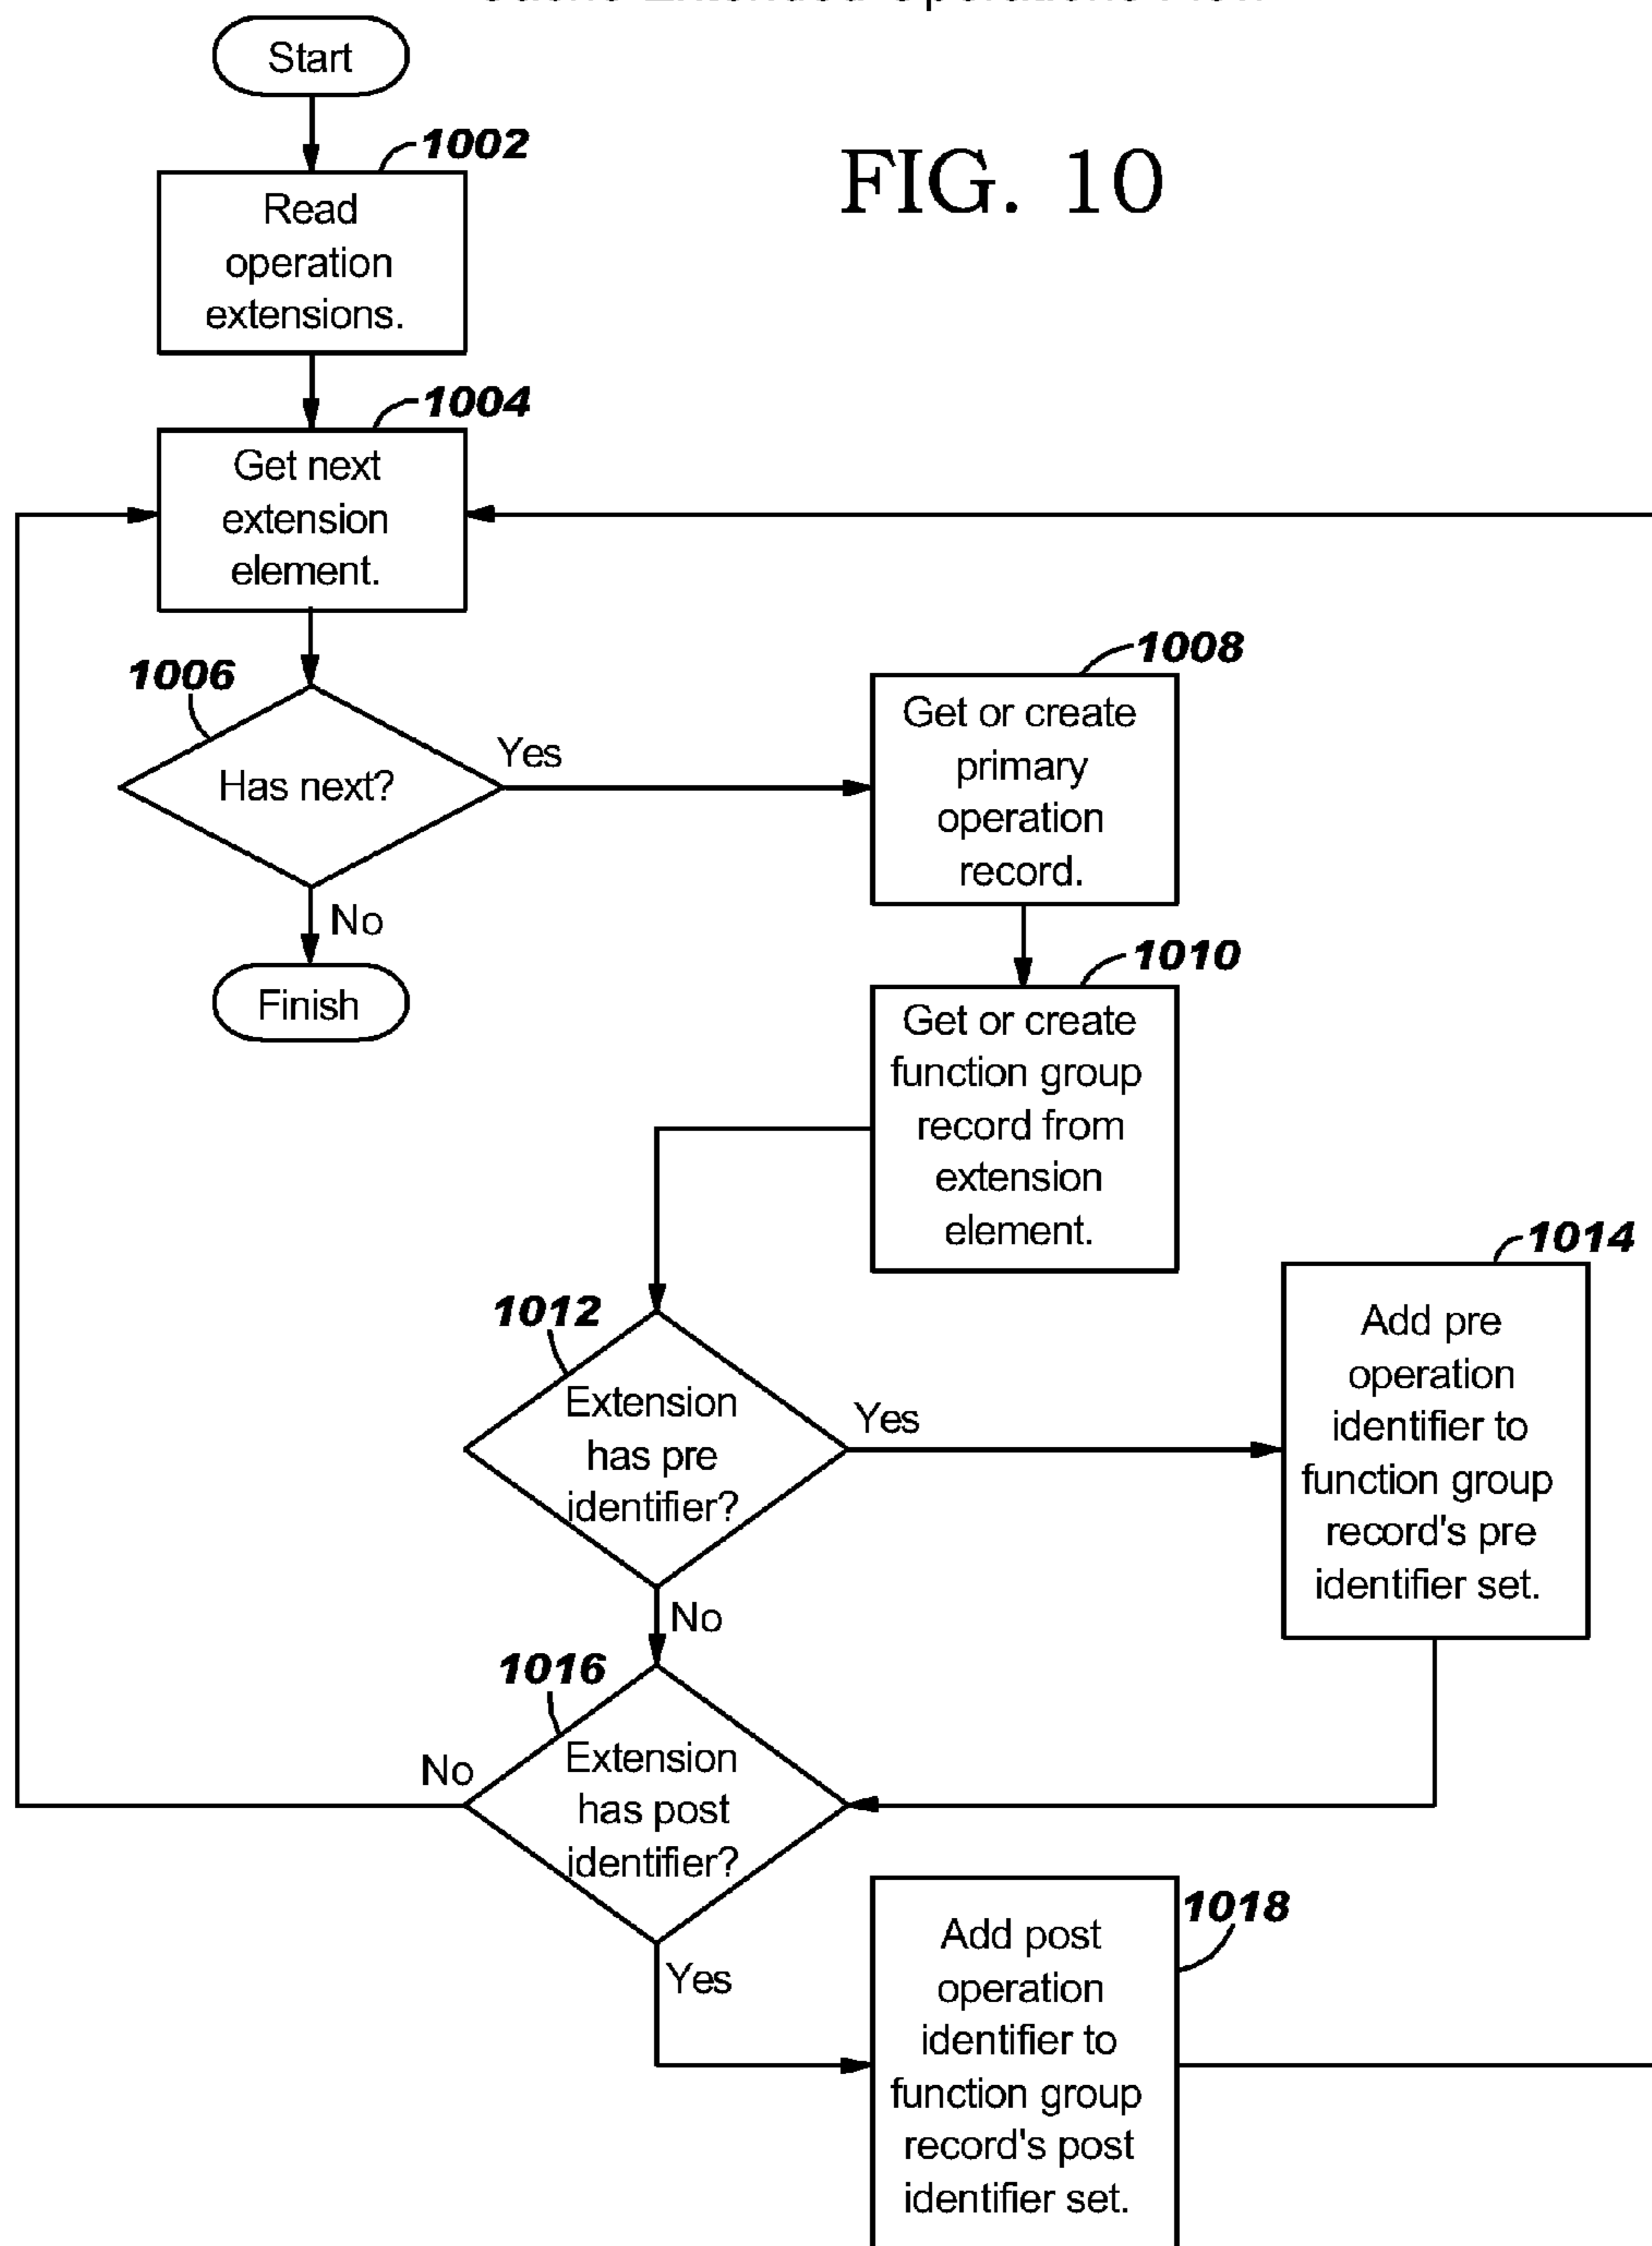 Start
1002
FIG. 10
Read
operation
extensions.
1004
Get next
extension
element.
1006
Has next?
Yes
No
Finish
1008
Get or create
primary
operation
record.
1010
Get or create
function group
record from
extension
element.
1012
Extension
has pre
identifier?
Yes
No
1014
Add pre
operation
identifier to
function group
record's pre
identifier set.
1016
Extension
has post
identifier?
No
Yes
1018
Add post
operation
identifier to
function group
record's post
identifier set.